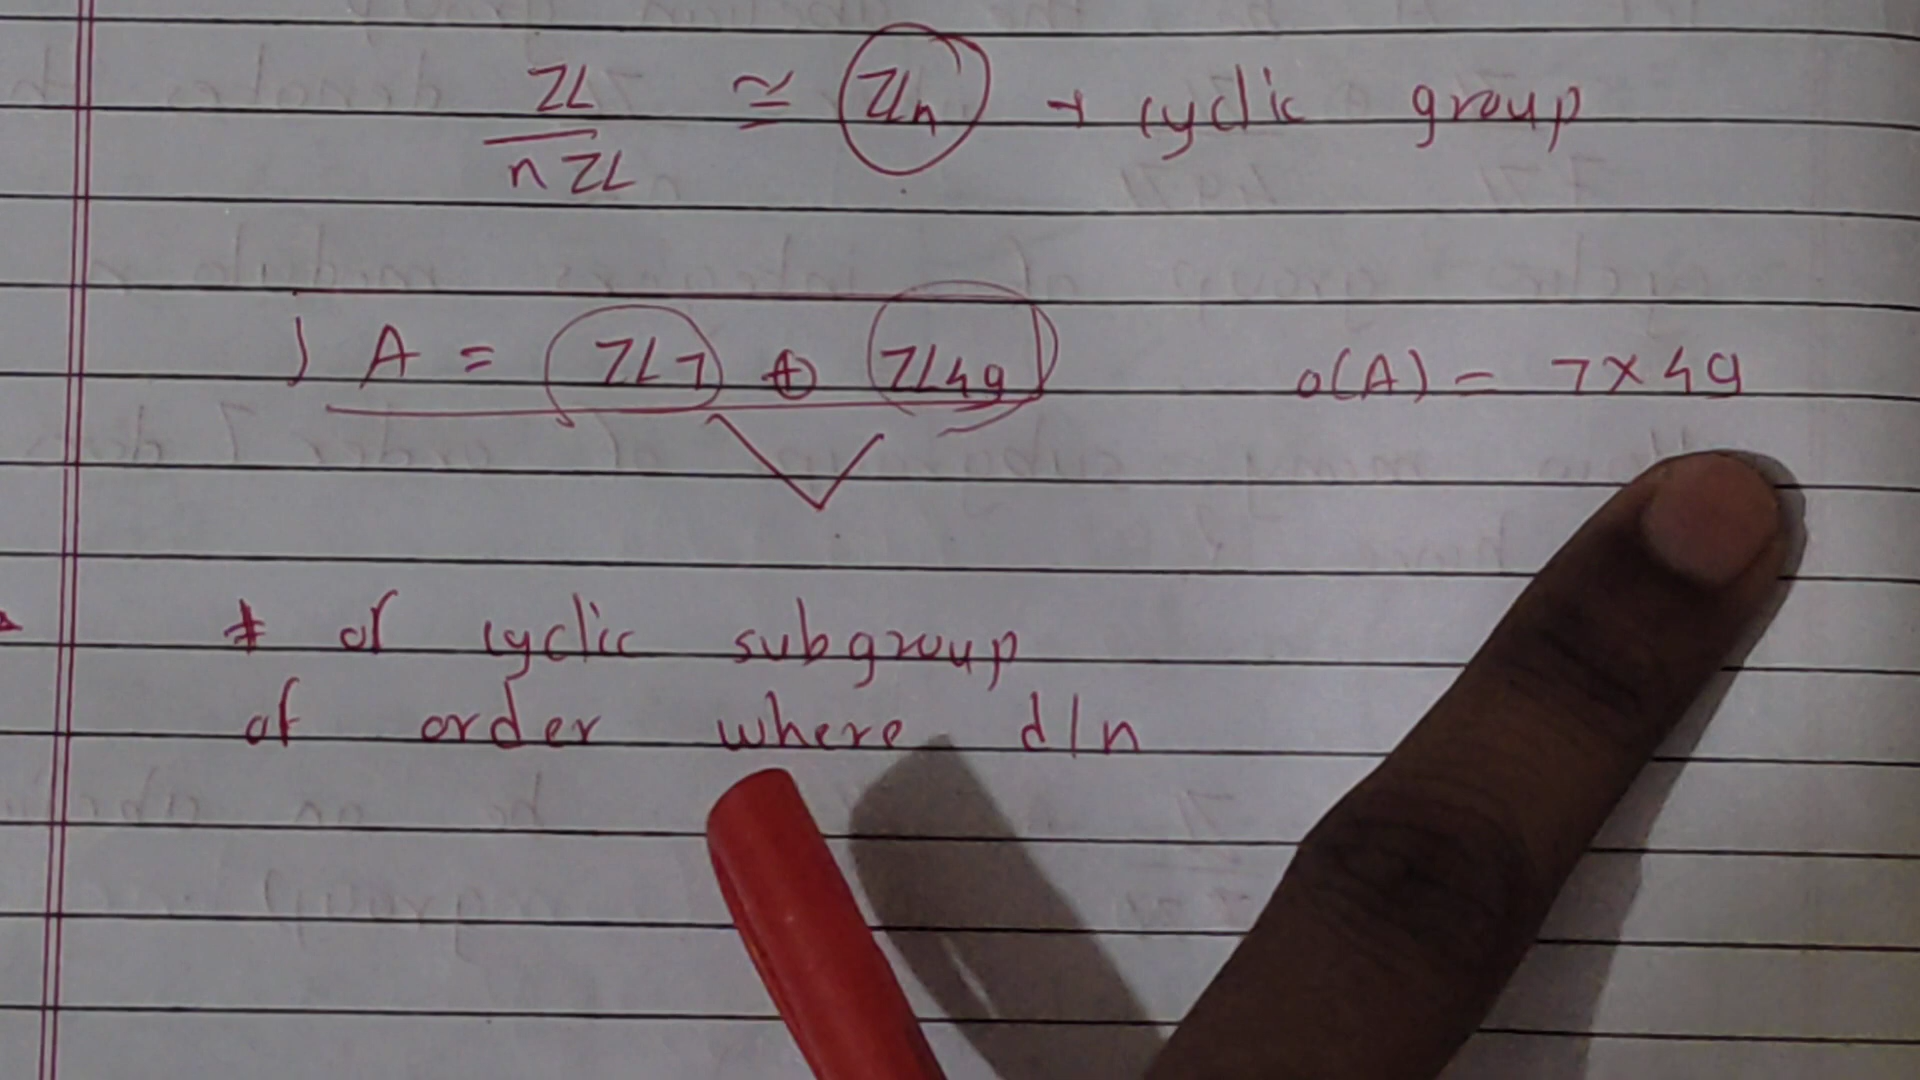 ℤ/nℤ ≅ ℤn → cyclic group
) A = ℤ7 ⊕ ℤ49 o(A) = 7×49
# of cyclic subgroup
of order where d/n